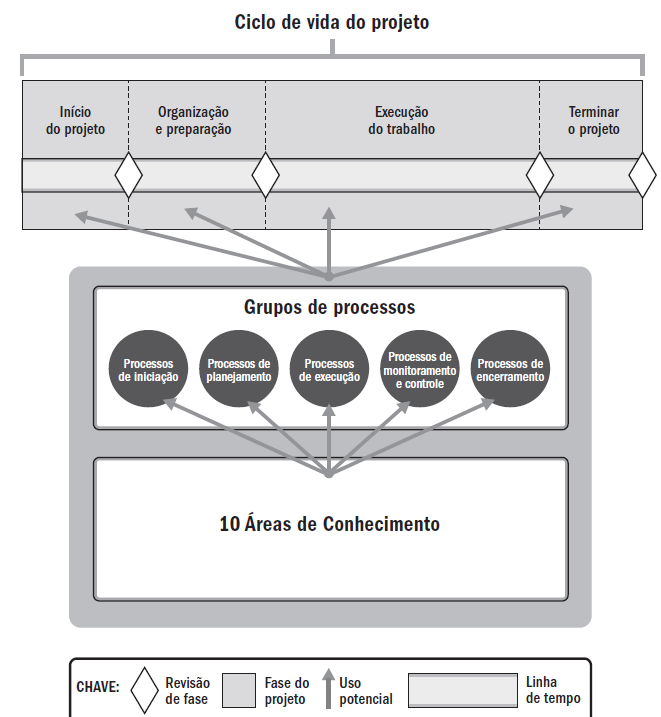 Ciclo de vida do projeto
Início
do projeto
Organização
e preparação
Execução
do trabalho
Terminar
o projeto
Grupos de processos
Processos
de iniciação
Processos de
planejamento
Processos
de execução
Processos de
monitoramento
e controle
Processos de
encerramento
10 Áreas de Conhecimento
CHAVE:
Revisão
de fase
Fase do
projeto
Uso
potencial
Linha
de tempo